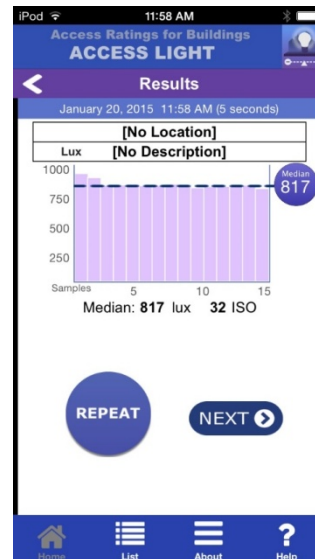 iPod 11:58 AM
Access Ratings for Buildings
ACCESS LIGHT
Results
January 20, 2015 11:58 AM (5 seconds)
[No Location]
Lux [No Description]
1000
750
500
250
Median
817
Samples 5 10 15
Median: 817 lux 32 ISO
REPEAT
NEXT
Home List About Help